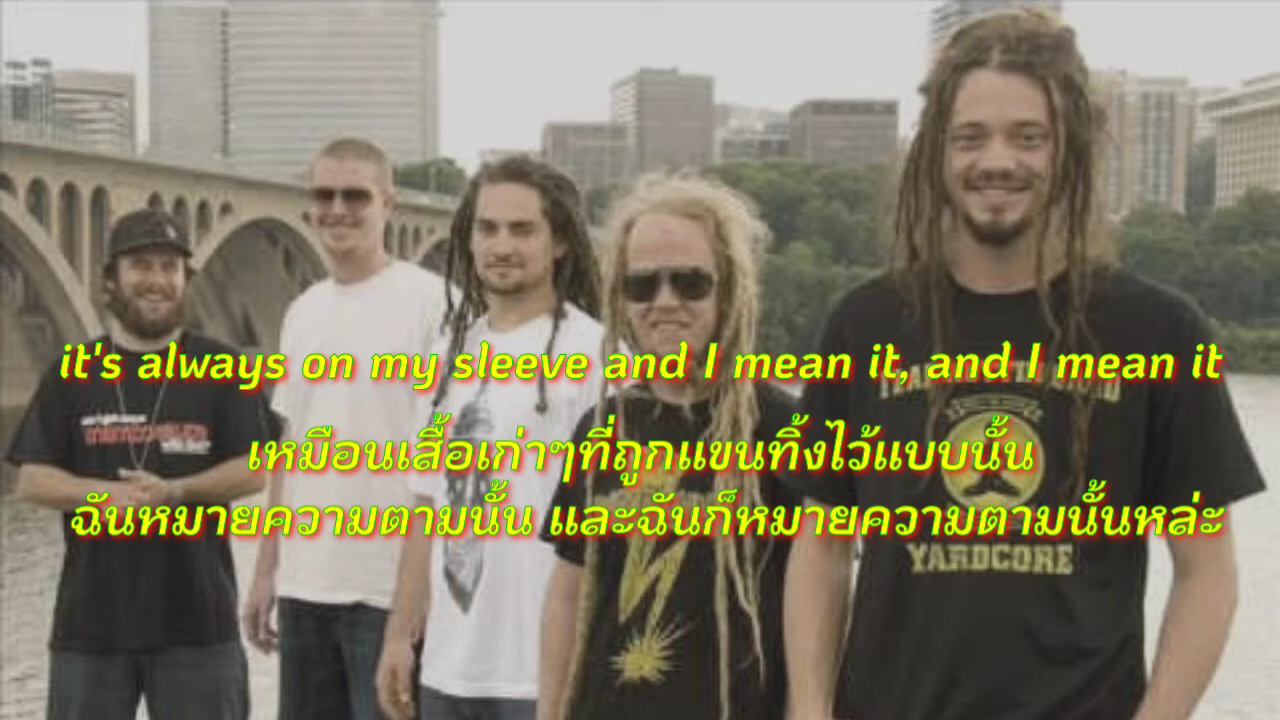 it's always on my sleeve and I mean it, and I mean it
เหมือนเสื้อเก่าๆที่ถูกแขนทิ้งไว้แบบนั้น
ฉันหมายความตามนั้น และฉันก็หมายความตามนั้นหล่ะ
YARDCORE